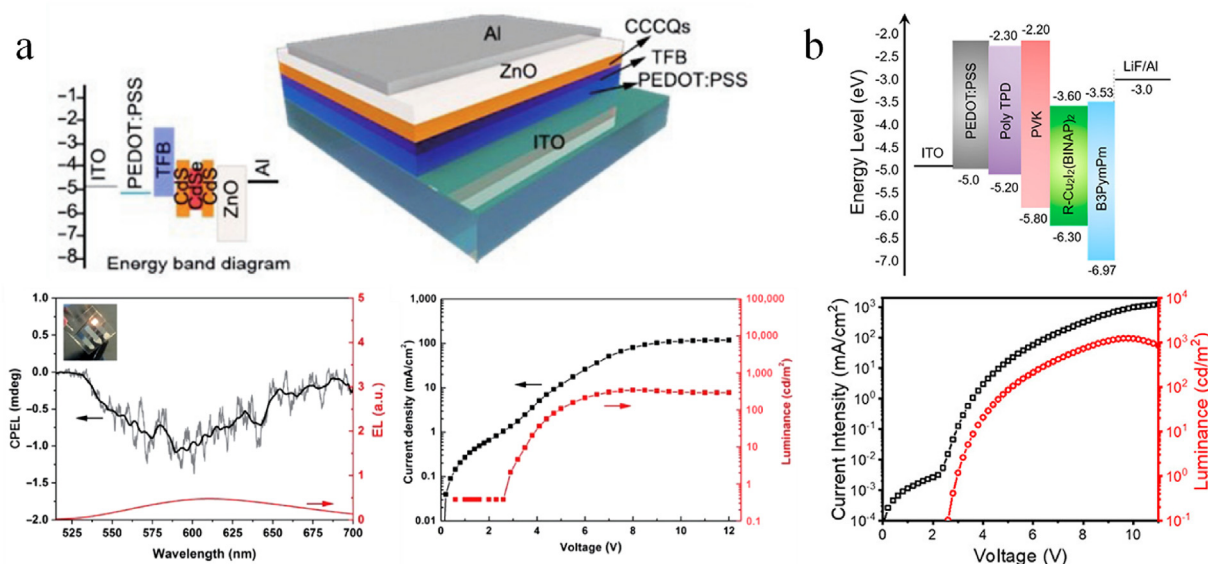 a
Al
CCCQs
TFB
PEDOT:PSS
ZnO
ITO
−1
−2
−3
−4
−5
−6
−7
−8
ITO
PEDOT:PSS
TFB
CdS
CdSe
CdS
ZnO
Al
Energy band diagram
b
Energy Level (eV)
-2.0
-2.5
-3.0
-3.5
-4.0
-4.5
-5.0
-5.5
-6.0
-6.5
-7.0
ITO
PEDOT:PSS
-5.0
-2.30
Poly TPD
-5.20
-2.20
PVK
-5.80
-3.60
R-Cu₂I₂(BINAP)₂
-6.30
-3.53
B3PymPm
-6.97
LiF/Al
-3.0
CPEL (mdeg)
1.0
0.5
0.0
-0.5
-1.0
-1.5
-2.0
525 550 575 600 625 650 675 700
Wavelength (nm)
5
4
3
2
1
0
EL (a.u.)
Current density (mA/cm²)
1,000
100
10
1
0.1
0.01
0 2 4 6 8 10 12
Voltage (V)
100,000
10,000
1,000
100
10
1
0.1
Luminance (cd/m²)
Current Intensity (mA/cm²)
10³
10²
10¹
10⁰
10⁻¹
10⁻²
10⁻³
10⁻⁴
0 2 4 6 8 10
Voltage (V)
10⁴
10³
10²
10¹
10⁰
10⁻¹
Luminance (cd/m²)